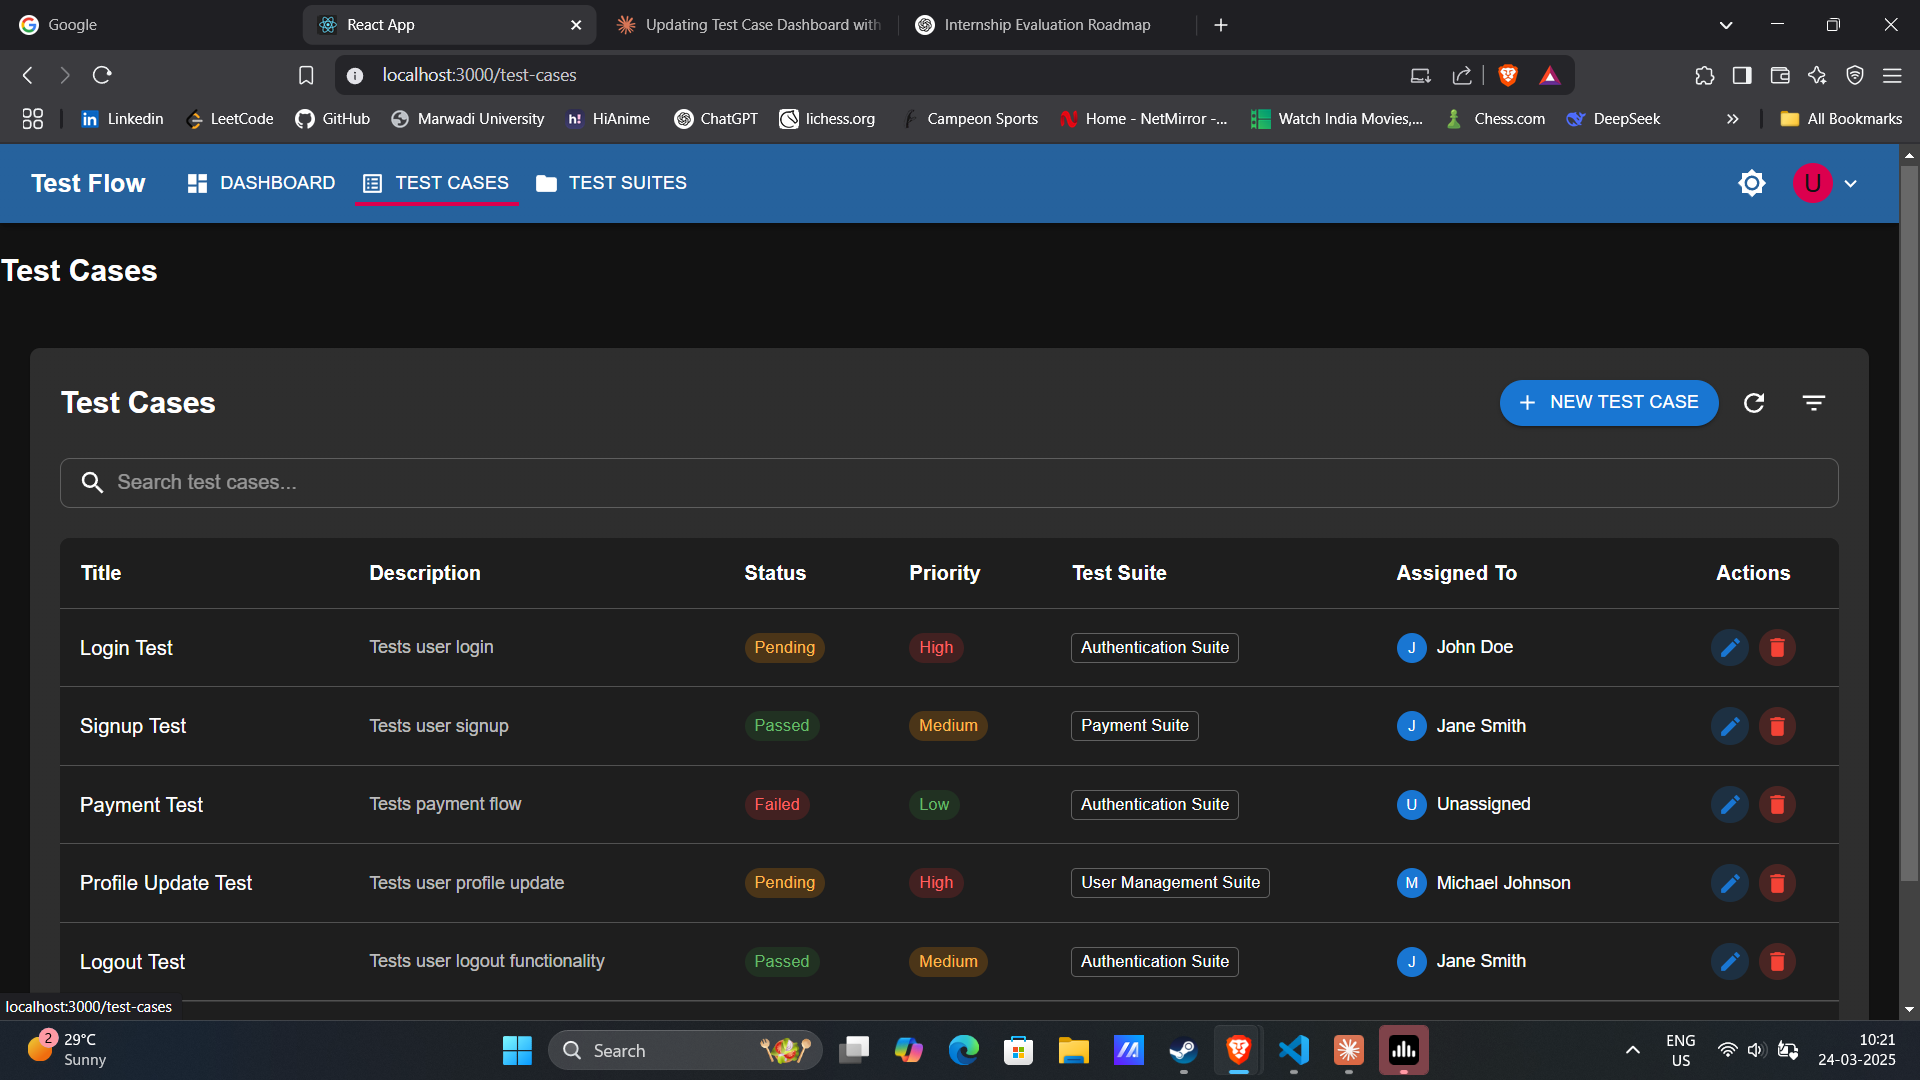 Google
React App
Updating Test Case Dashboard with
Internship Evaluation Roadmap
localhost:3000/test-cases
in Linkedin
LeetCode
GitHub
Marwadi University
h! HiAnime
ChatGPT
lichess.org
Campeon Sports
Home - NetMirror -...
Watch India Movies,...
Chess.com
DeepSeek
All Bookmarks
Test Flow
DASHBOARD
TEST CASES
TEST SUITES
U
Test Cases
Test Cases
+ NEW TEST CASE
Search test cases...
Title Description Status Priority Test Suite Assigned To Actions
Login Test Tests user login Pending High Authentication Suite J John Doe
Signup Test Tests user signup Passed Medium Payment Suite J Jane Smith
Payment Test Tests payment flow Failed Low Authentication Suite U Unassigned
Profile Update Test Tests user profile update Pending High User Management Suite M Michael Johnson
Logout Test Tests user logout functionality Passed Medium Authentication Suite J Jane Smith
localhost:3000/test-cases
2
29°C
Sunny
Search
ENG
US
10:21
24-03-2025